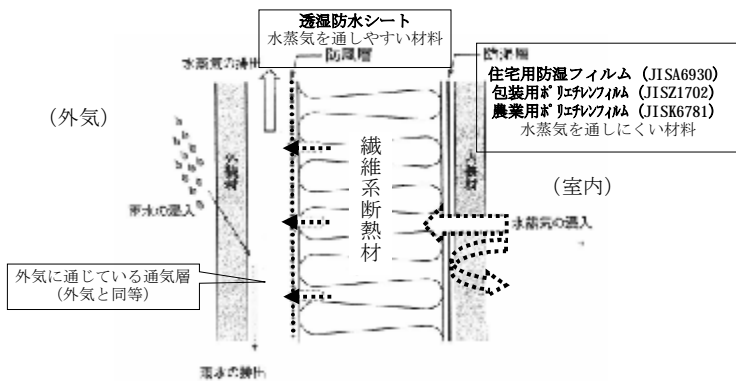 透湿防水シート
水蒸気を通しやすい材料
水蒸気の排出
防風層
防湿層
住宅用防湿フィルム（JISA6930）
包装用ﾎﾟﾘｴﾁﾚﾝﾌｨﾙﾑ（JISZ1702）
農業用ﾎﾟﾘｴﾁﾚﾝﾌｨﾙﾑ（JISK6781）
水蒸気を通しにくい材料
（外気）
外装材
繊維系断熱材
内装材
（室内）
雨水の浸入
水蒸気の浸入
外気に通じている通気層
（外気と同等）
雨水の排出